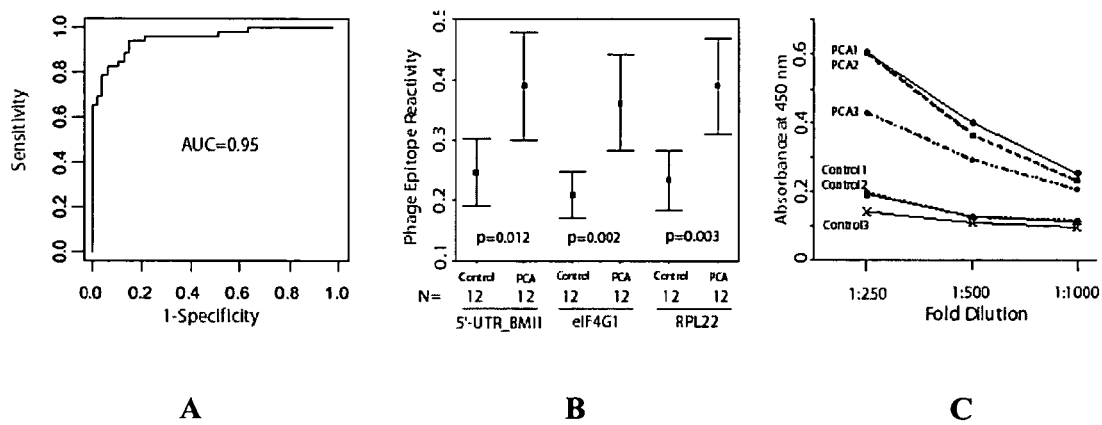 Sensitivity
1.0
0.8
0.6
0.4
0.2
0.0
AUC=0.95
0.0 0.2 0.4 0.6 0.8 1.0
1-Specificity
A
Phage Epitope Reactivity
0.5
0.4
0.3
0.2
0.1
p=0.012 p=0.002 p=0.003
Control PCA Control PCA Control PCA
N= 12 12 12 12 12 12
5'-UTR_BMI1 eIF4G1 RPL22
B
Absorbance at 450 nm
0.6
0.4
0.2
0
PCA1
PCA2
PCA3
Control1
Control2
Control3
1:250 1:500 1:1000
Fold Dilution
C